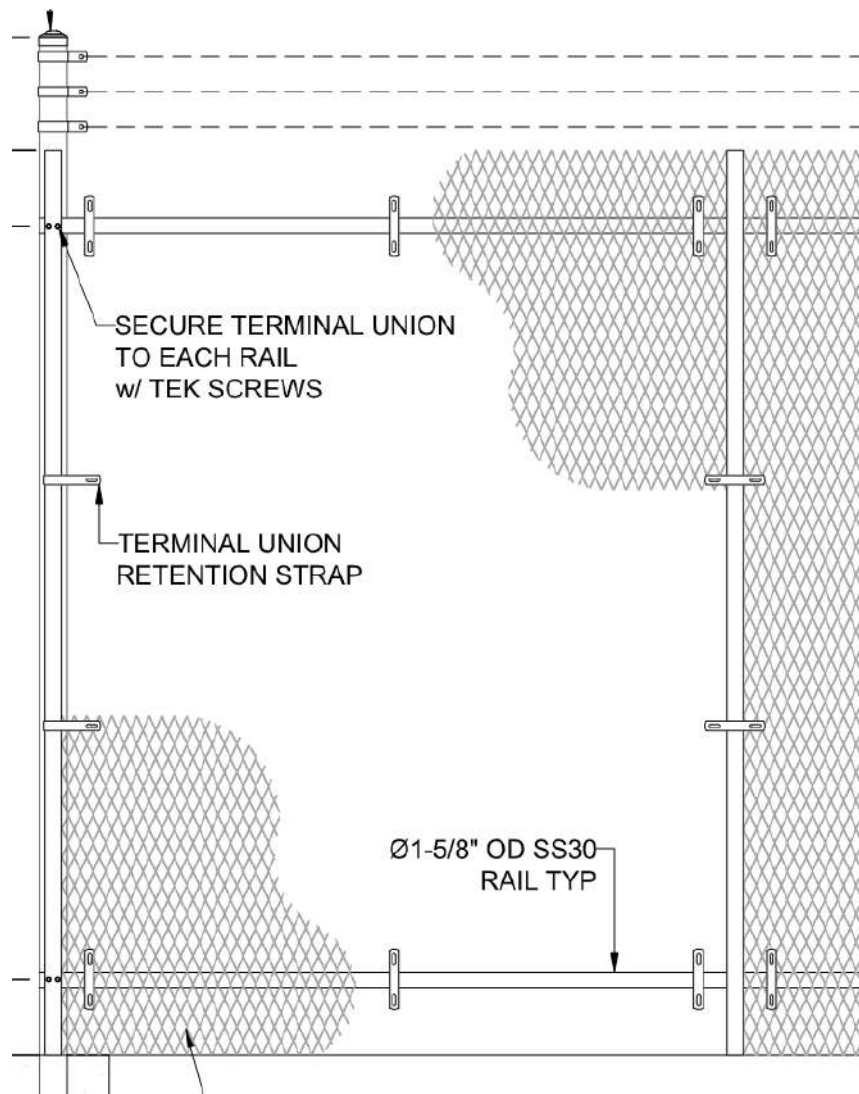 SECURE TERMINAL UNION
TO EACH RAIL
w/ TEK SCREWS
TERMINAL UNION
RETENTION STRAP
Ø1-5/8" OD SS30
RAIL TYP